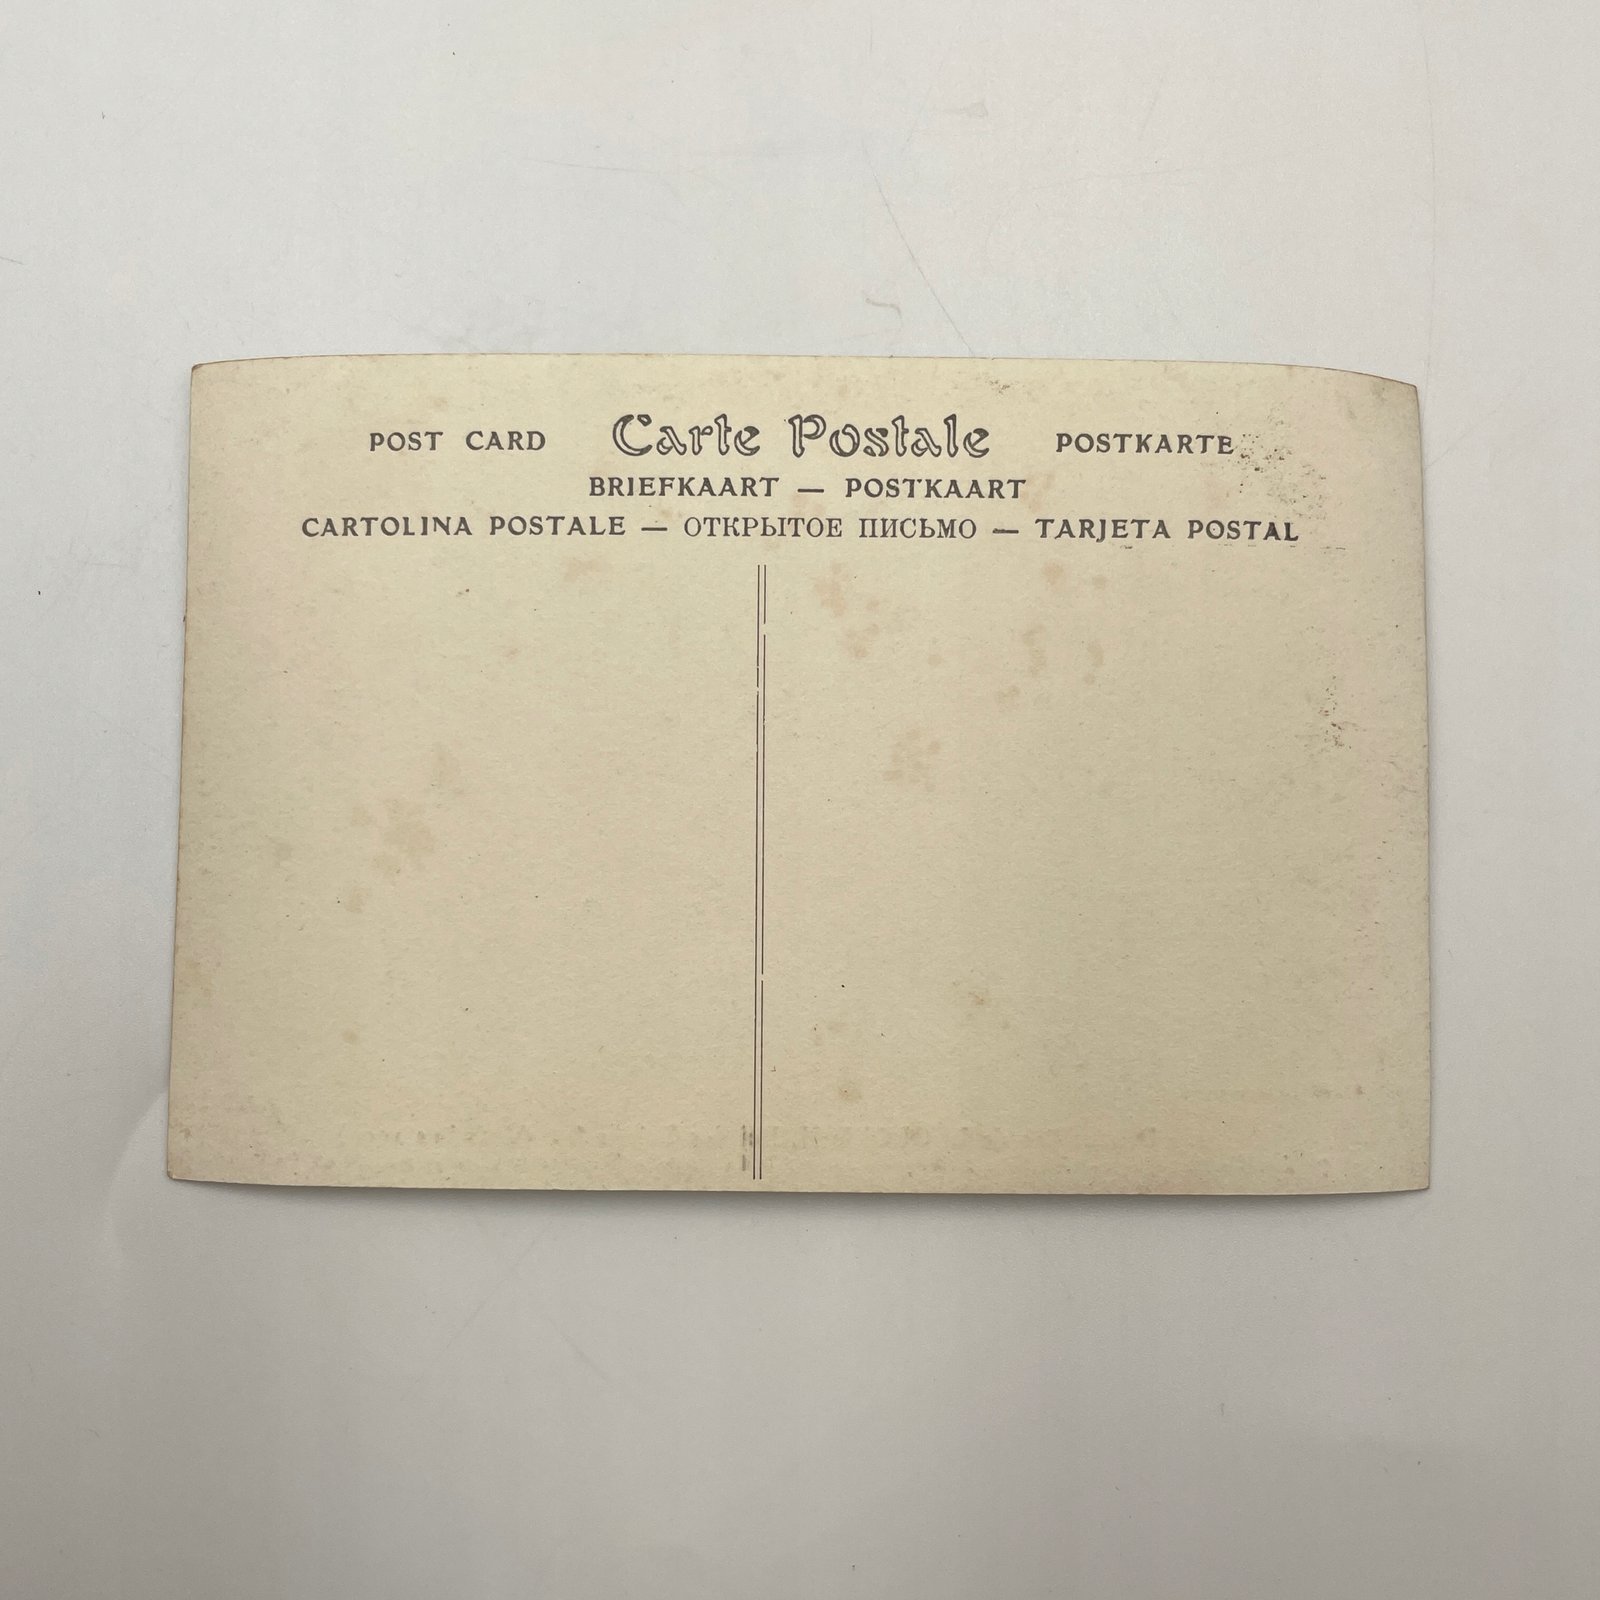 POST CARD Carte Postale POSTKARTE
BRIEFKAART — POSTKAART
CARTOLINA POSTALE — ОТКРЫТОЕ ПИСЬМО — TARJETA POSTAL